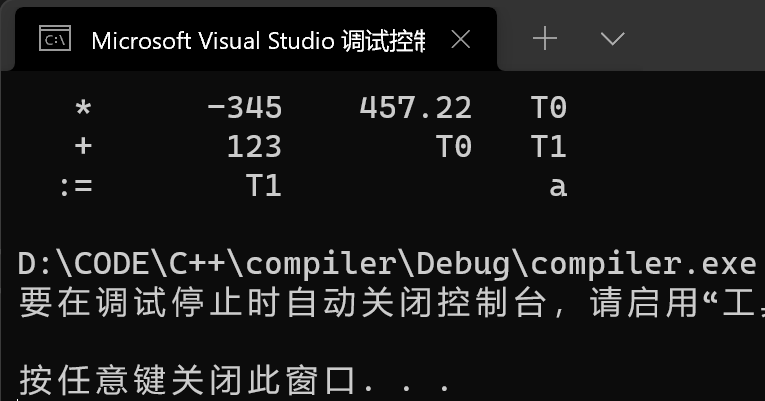 Microsoft Visual Studio 调试控制
* -345 457.22 T0
+ 123 T0 T1
:= T1 a
D:\CODE\C++\compiler\Debug\compiler.exe
要在调试停止时自动关闭控制台，请启用“工具
按任意键关闭此窗口. . .